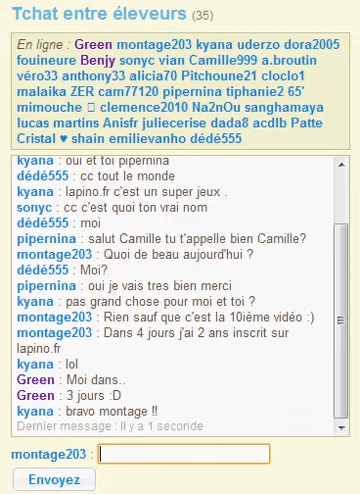 Tchat entre éleveurs (35)
En ligne : Green montage203 kyana uderzo dora2005
fouineure Benjy sonyc vian Camille999 a.broutin
véro33 anthony33 alicia70 Pitchoune21 cloclo1
malaika ZER cam77120 pipernina tiphanie2 65'
mimouche clemence2010 Na2nOu sanghamaya
lucas martins Anisfr juliecerise dada8 acdlb Patte
Cristal ♥ shain emilievanho dédé555
kyana : oui et toi pipernina
dédé555 : cc tout le monde
kyana : lapino.fr c'est un super jeux .
sonyc : cc c'est quoi ton vrai nom
dédé555 : moi
pipernina : salut Camille tu t'appelle bien Camille?
montage203 : Quoi de beau aujourd'hui ?
dédé555 : Moi?
pipernina : oui je vais tres bien merci
kyana : pas grand chose pour moi et toi ?
montage203 : Rien sauf que c'est la 10ième vidéo :)
montage203 : Dans 4 jours j'ai 2 ans inscrit sur
lapino.fr
kyana : lol
Green : Moi dans..
Green : 3 jours :D
kyana : bravo montage !!
Dernier message : Il y a 1 seconde
montage203 :
Envoyez